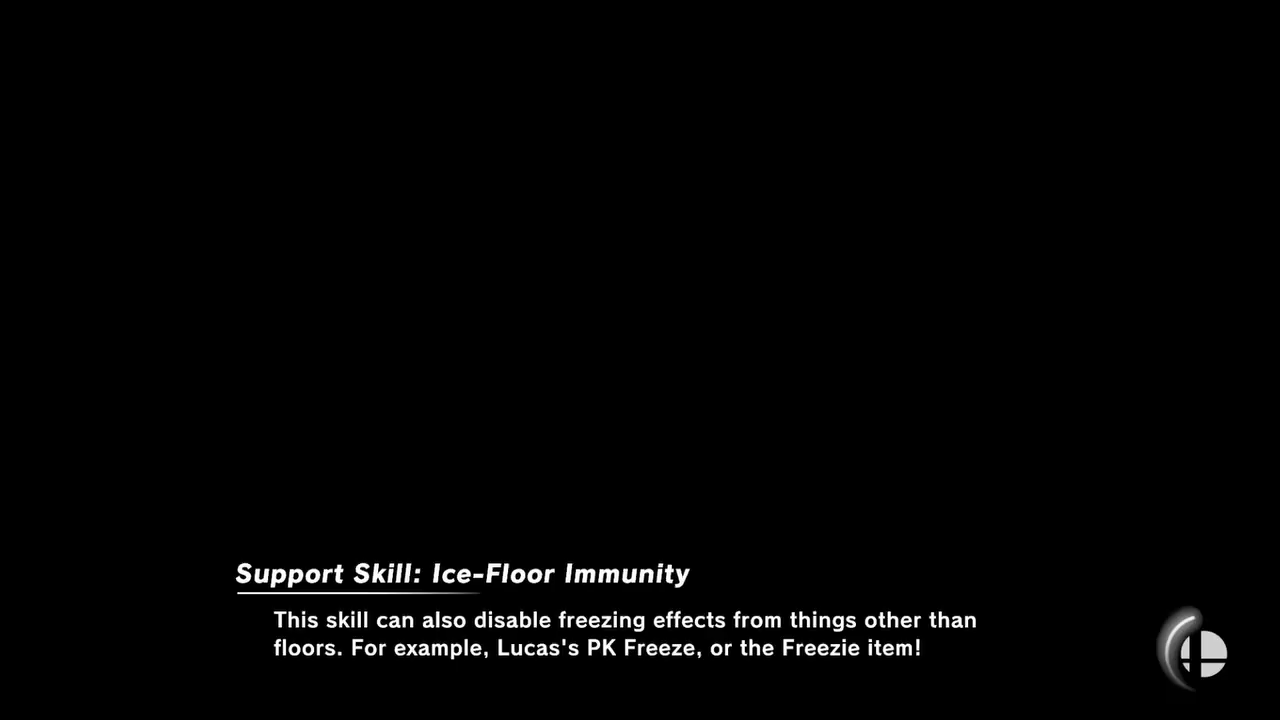 Support Skill: Ice-Floor Immunity
This skill can also disable freezing effects from things other than
floors. For example, Lucas's PK Freeze, or the Freezie item!